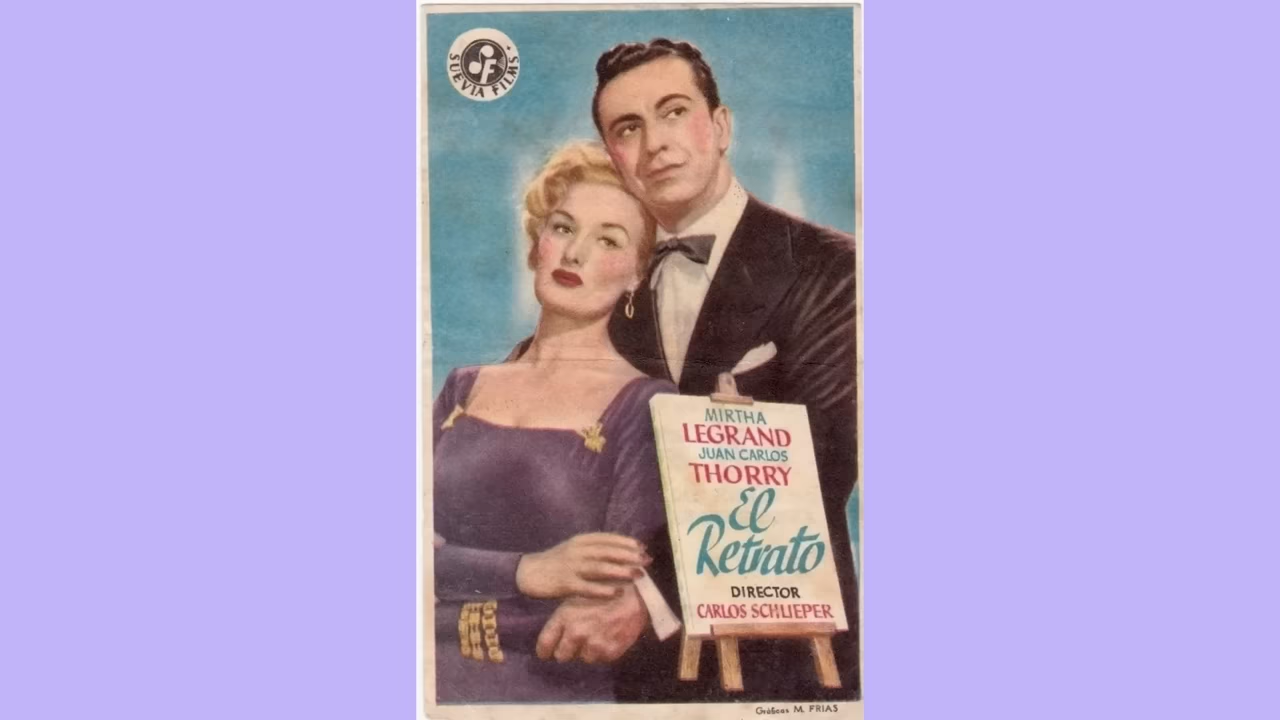 SUEVIA FILMS
MIRTHA
LEGRAND
JUAN CARLOS
THORRY
El
Retrato
DIRECTOR
CARLOS SCHLIEPER
Gráficas M. FRIAS